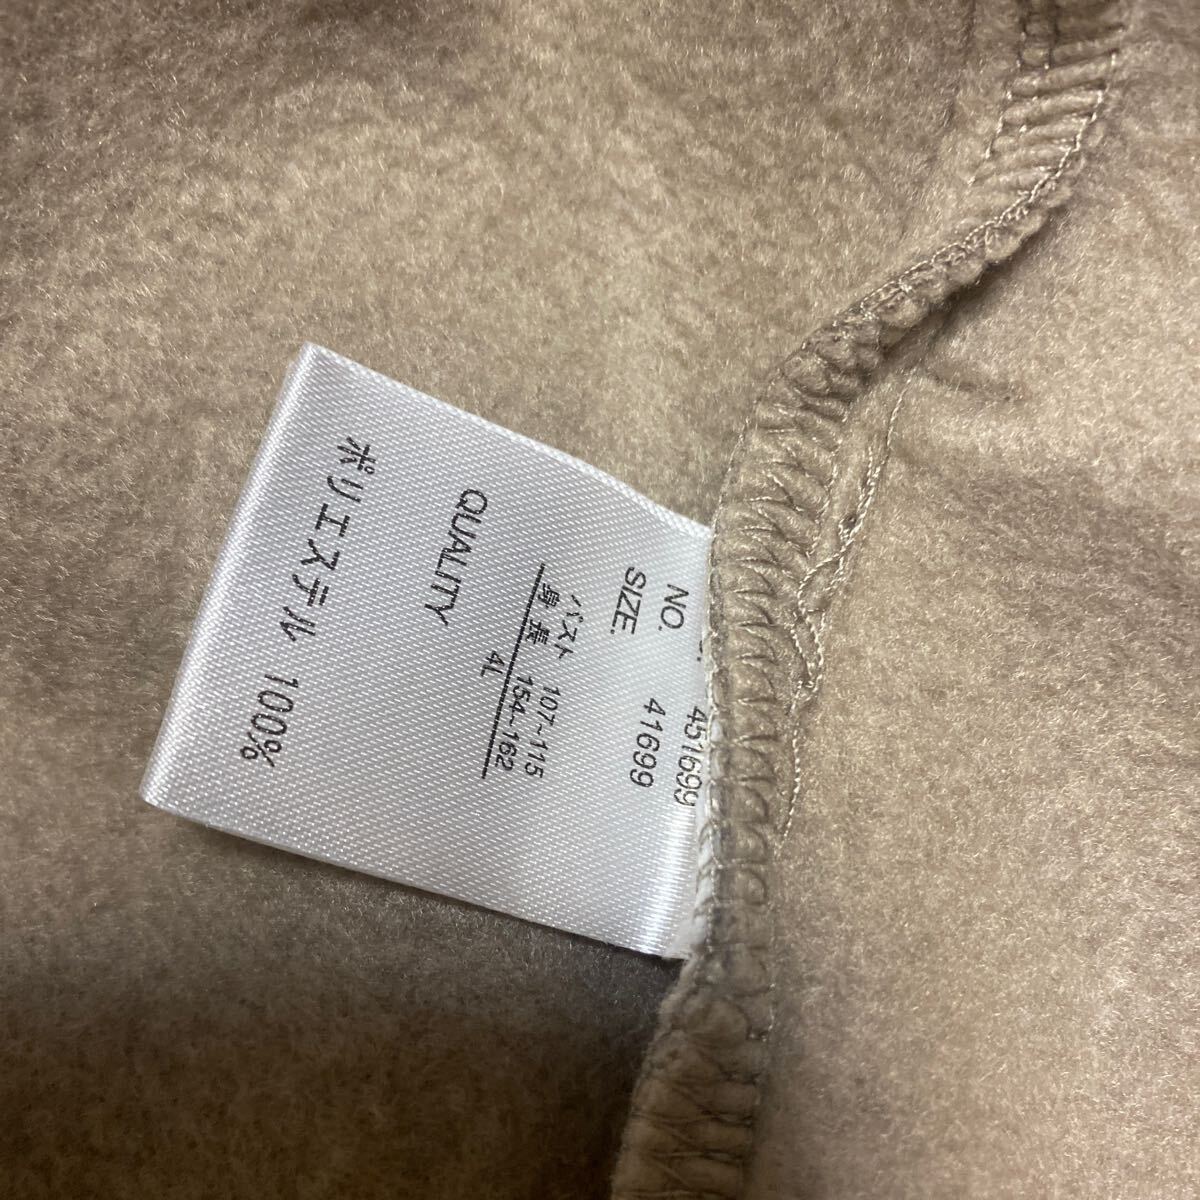 451699
NO. 41699
SIZE.
バスト 107~115
身長 154~162
4L
QUALITY
ポリエステル 100%